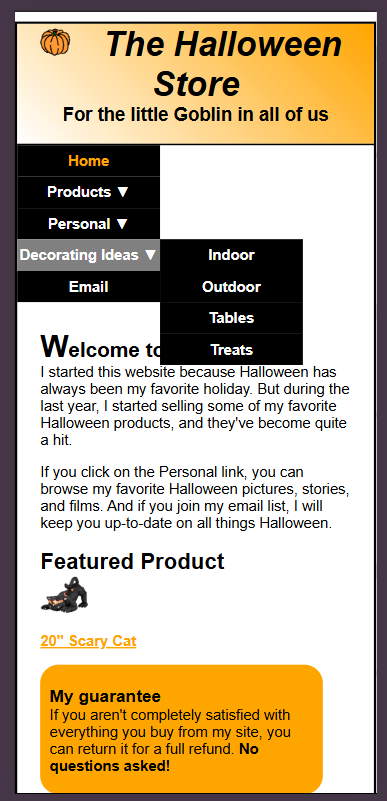 The Halloween
Store
For the little Goblin in all of us
Home
Products ▼
Personal ▼
Decorating Ideas ▼
Indoor
Email
Outdoor
Tables
Treats
Welcome to
I started this website because Halloween has
always been my favorite holiday. But during the
last year, I started selling some of my favorite
Halloween products, and they've become quite
a hit.
If you click on the Personal link, you can
browse my favorite Halloween pictures, stories,
and films. And if you join my email list, I will
keep you up-to-date on all things Halloween.
Featured Product
20" Scary Cat
My guarantee
If you aren't completely satisfied with
everything you buy from my site, you
can return it for a full refund. No
questions asked!